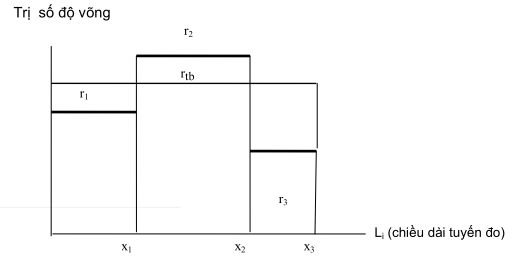 Trị số độ võng
r2
rtb
r1
r3
Li (chiều dài tuyến đo)
x1 x2 x3